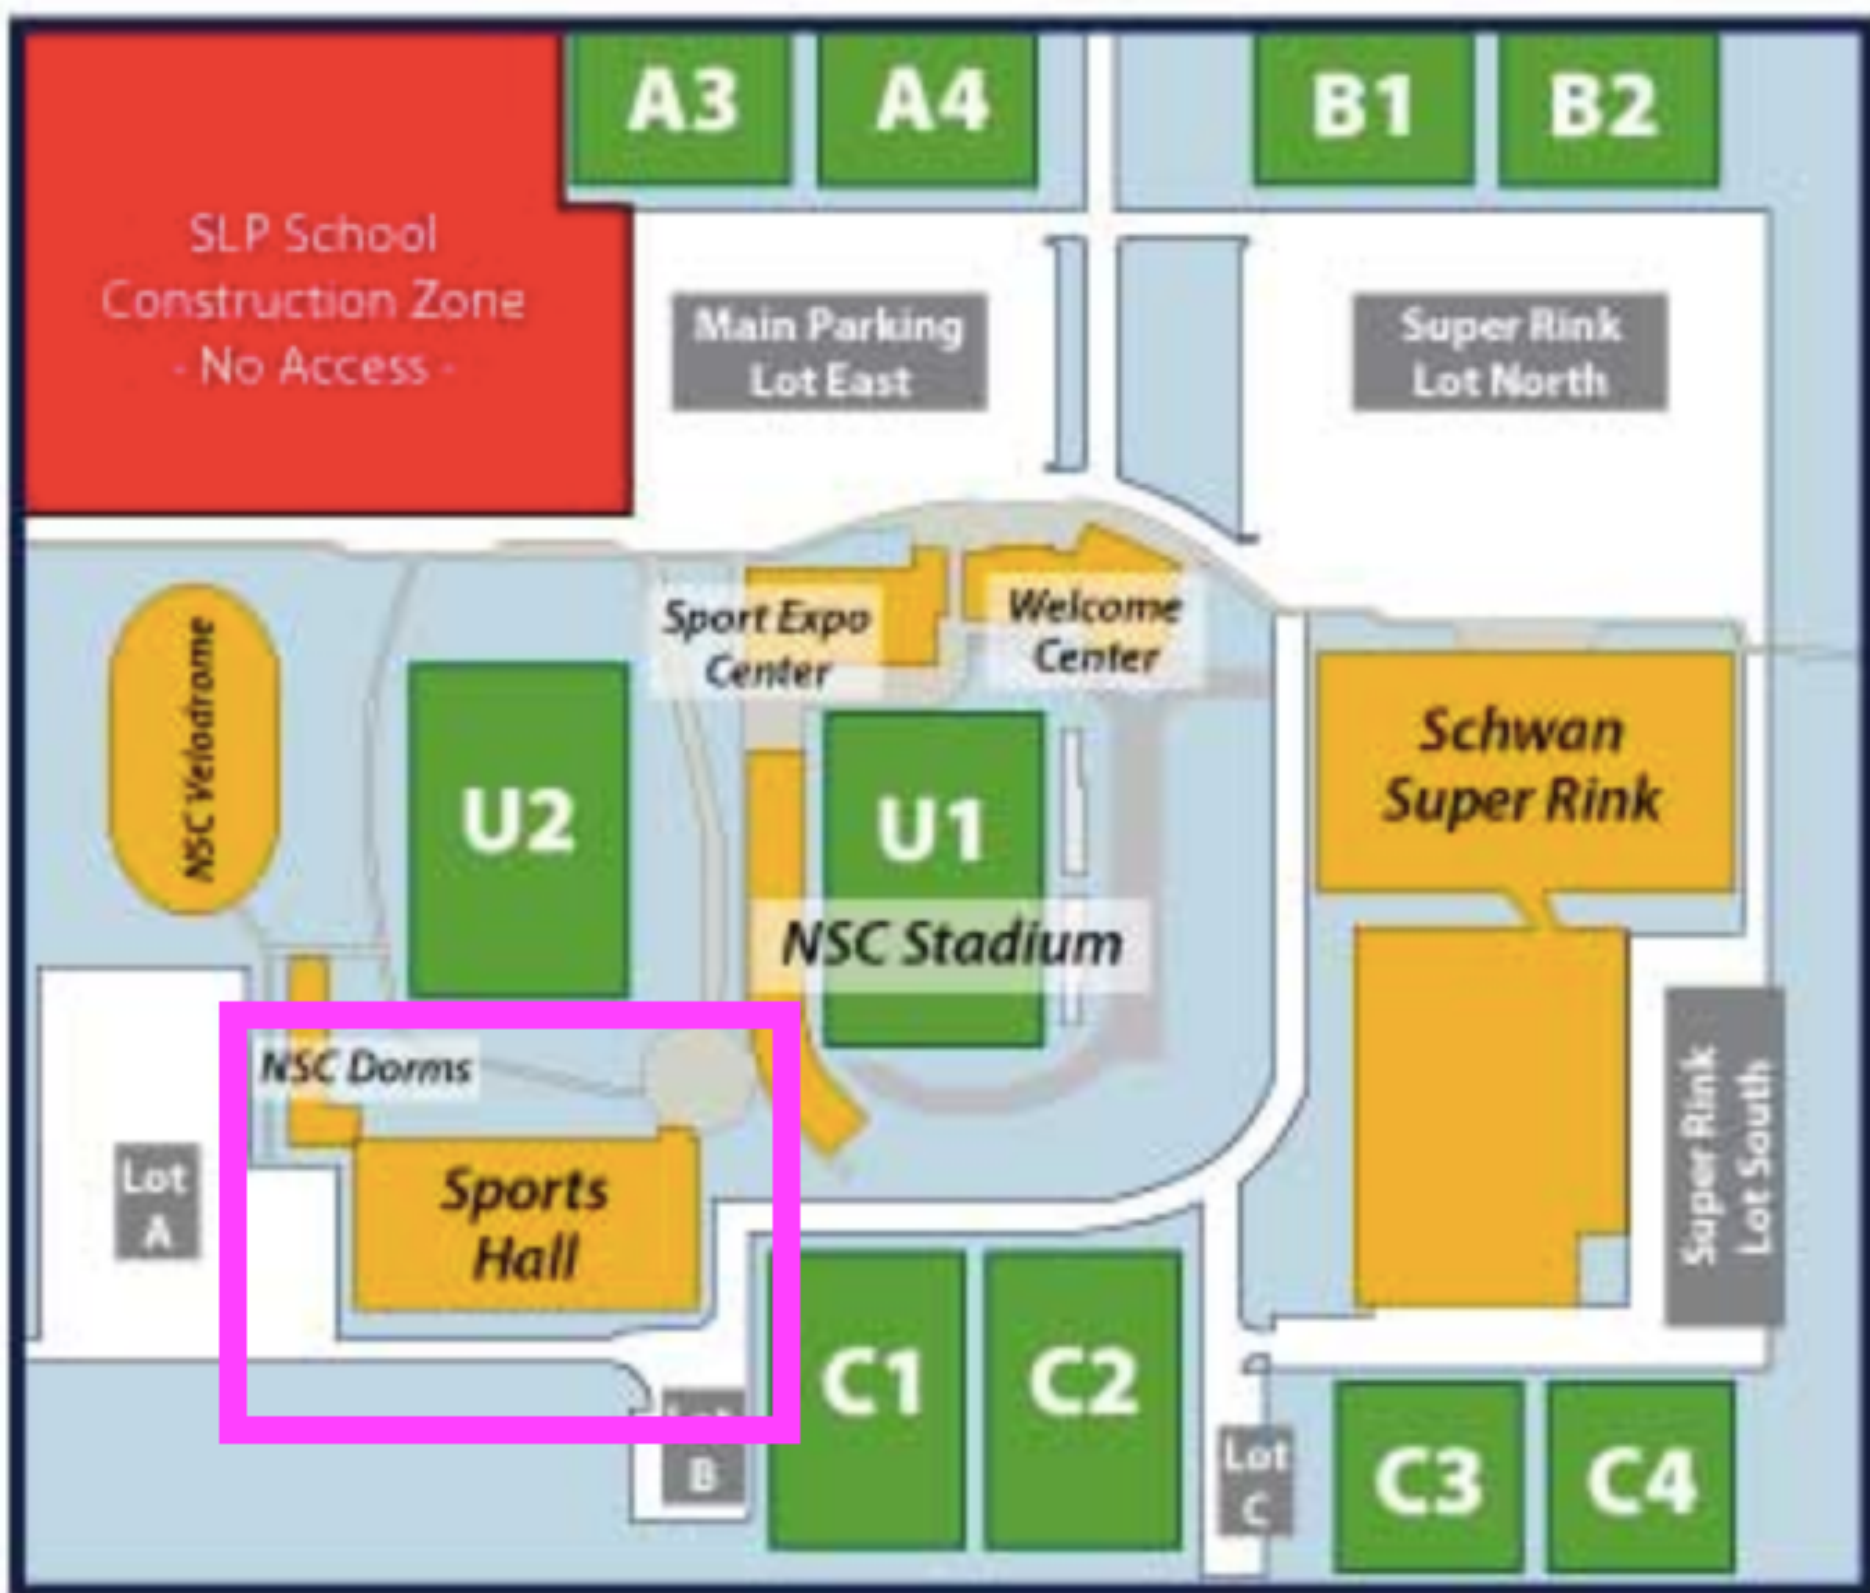 A3
A4
B1
B2
SLP School
Construction Zone
- No Access -
Main Parking
Lot East
Super Rink
Lot North
Sport Expo
Center
Welcome
Center
NSC Velodrome
U2
U1
Schwan
Super Rink
NSC Stadium
NSC Dorms
Lot
A
Sports
Hall
Super Rink
Lot South
C1
C2
B
Lot
C
C3
C4